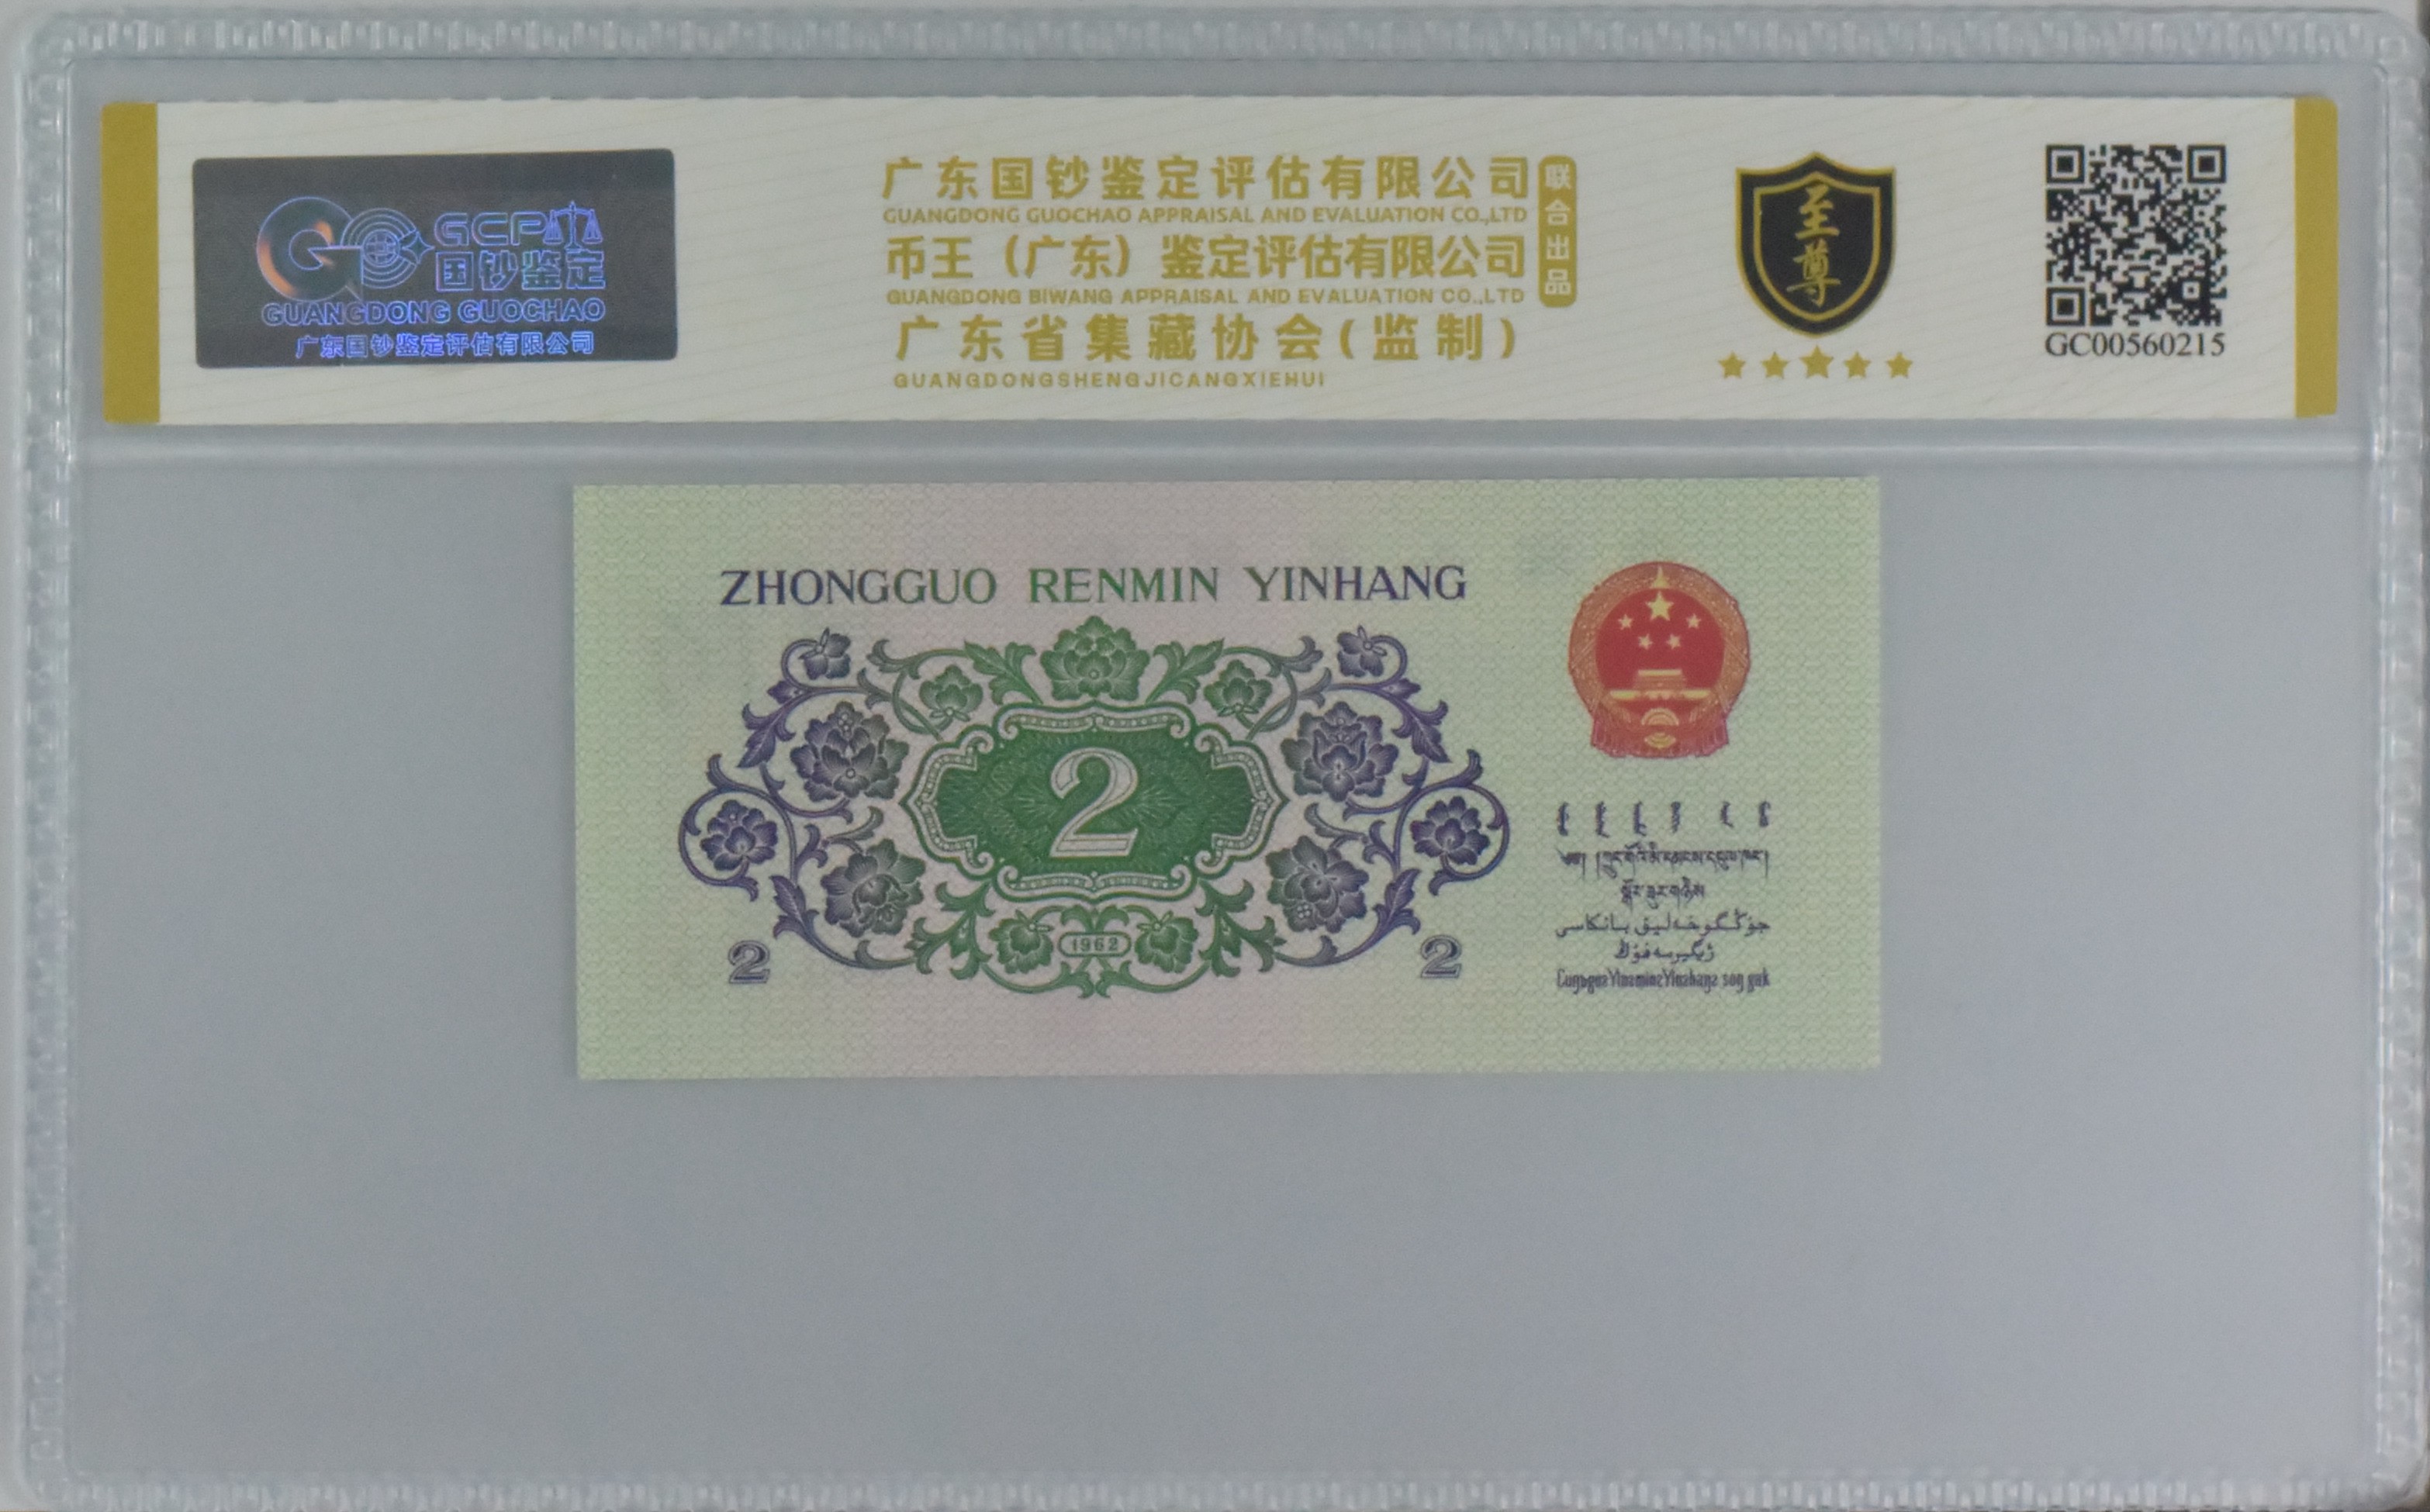 GCP
国钞鉴定
GUANGDONG GUOCHAO
广东国钞鉴定评估有限公司
广东国钞鉴定评估有限公司
GUANGDONG GUOCHAO APPRAISAL AND EVALUATION CO.,LTD
币王（广东）鉴定评估有限公司
GUANGDONG BIWANG APPRAISAL AND EVALUATION CO.,LTD
广东省集藏协会(监制)
GUANGDONGSHENGJICANGXIEHUI
联合出品
至尊
GC00560215
ZHONGGUO RENMIN YINHANG
2
1962
2
2
جۇڭگو خەلىق بانكاسى